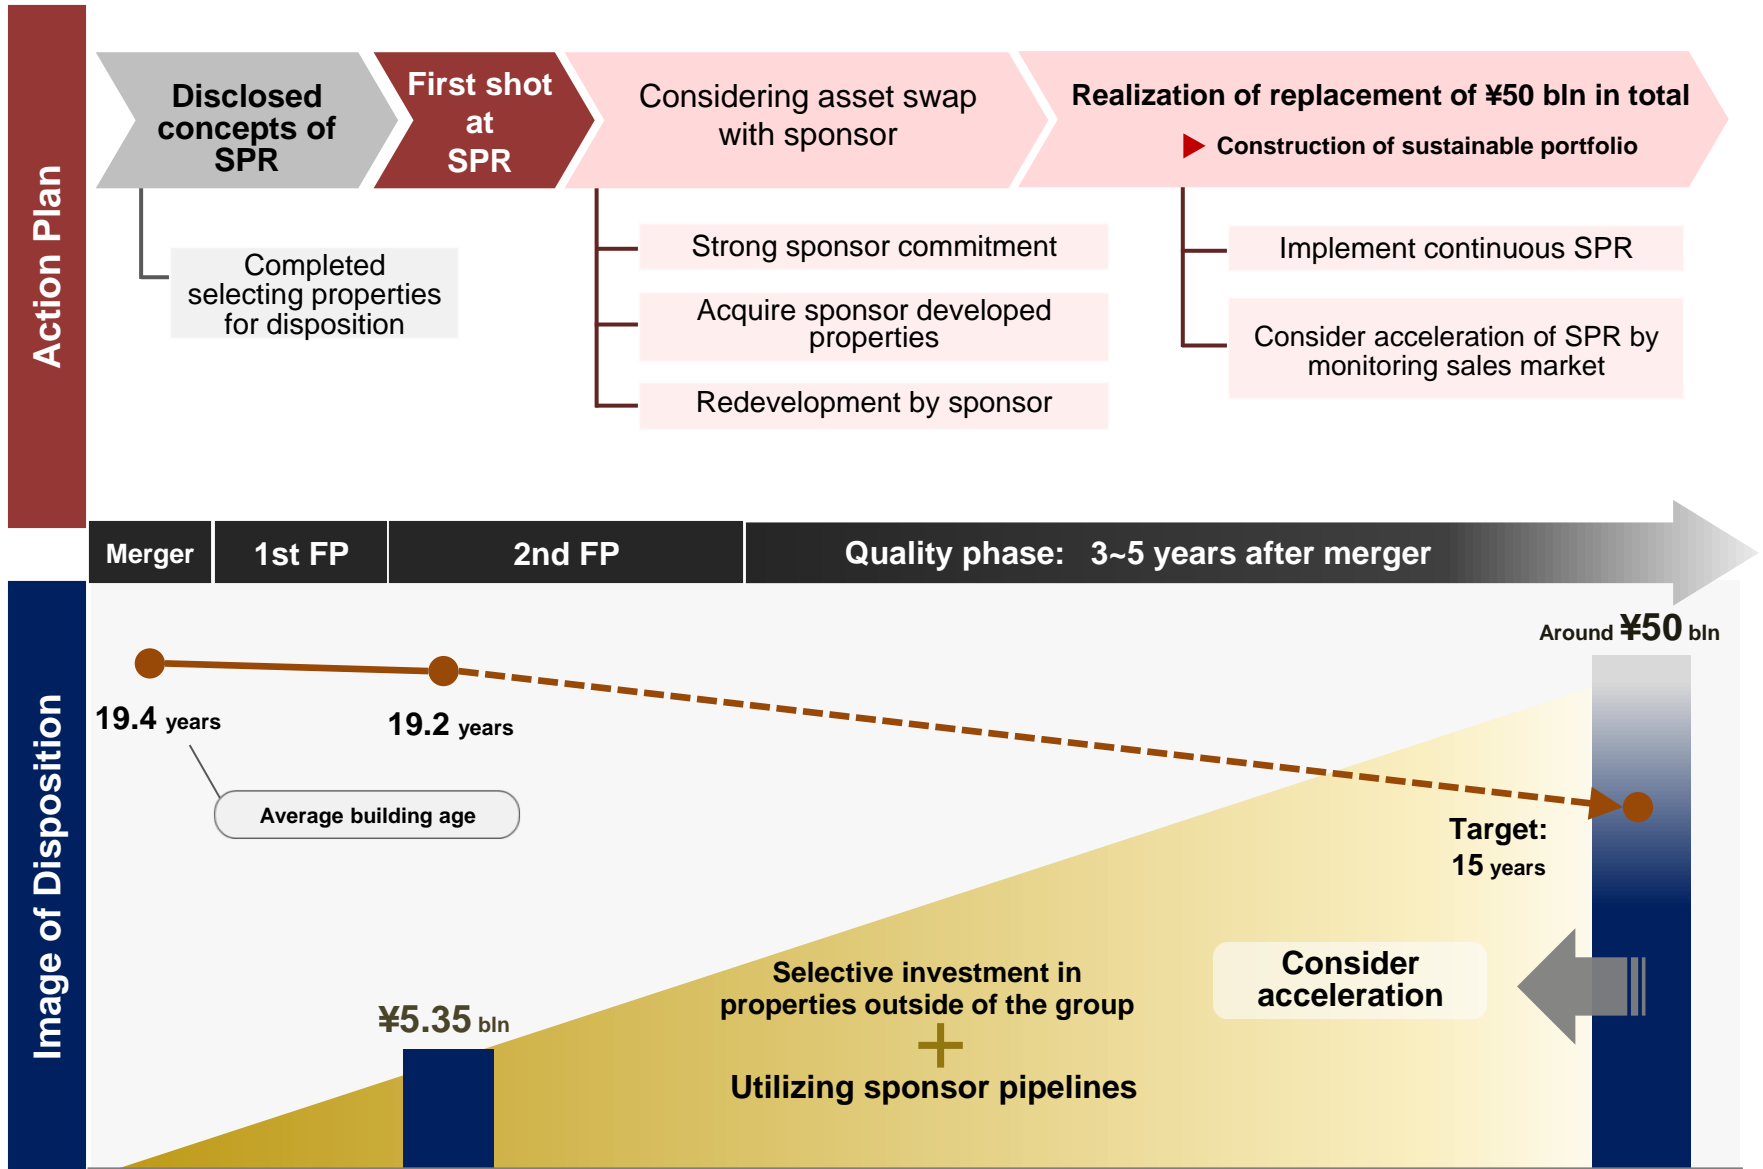 Action Plan
Disclosed
concepts of
SPR
First shot
at
SPR
Considering asset swap
with sponsor
Realization of replacement of ¥50 bln in total
Construction of sustainable portfolio
Completed
selecting properties
for disposition
Strong sponsor commitment
Acquire sponsor developed
properties
Redevelopment by sponsor
Implement continuous SPR
Consider acceleration of SPR by
monitoring sales market
Merger
1st FP
2nd FP
Quality phase: 3~5 years after merger
Image of Disposition
Around ¥50 bln
19.4 years
19.2 years
Average building age
Target:
15 years
Consider
acceleration
Selective investment in
properties outside of the group
+
Utilizing sponsor pipelines
¥5.35 bln